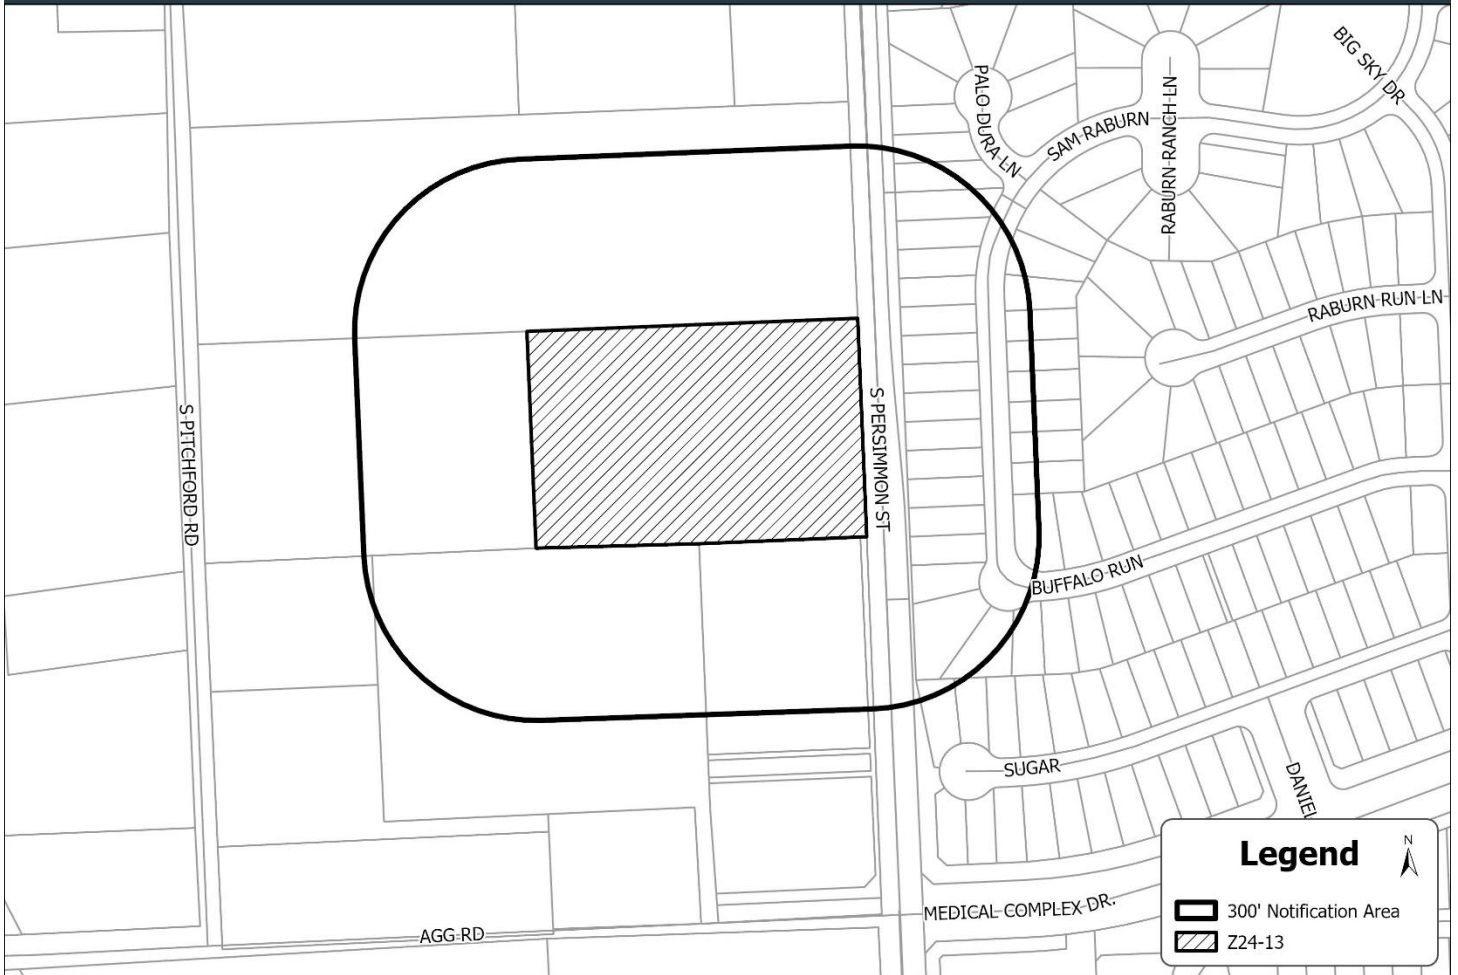 BIG SKY DR
PALO DURA LN
SAM RABURN
RABURN RANCH LN
RABURN RUN LN
S PITCHFORD RD
S PERSIMMON ST
BUFFALO RUN
SUGAR
DANIEL
MEDICAL COMPLEX DR.
AGG RD
Legend
N
300' Notification Area
Z24-13